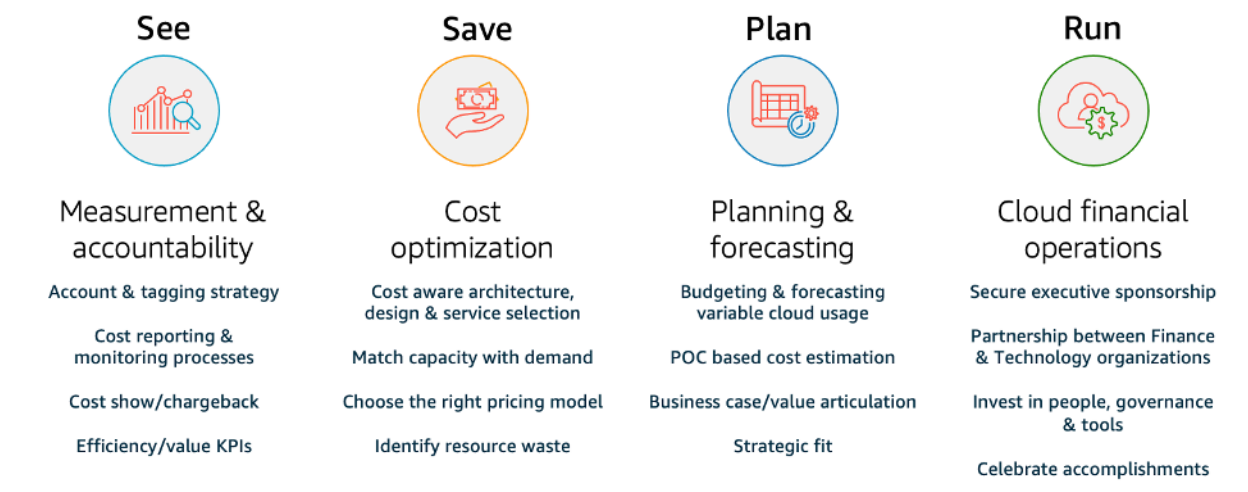 See
Measurement &
accountability
Account & tagging strategy
Cost reporting &
monitoring processes
Cost show/chargeback
Efficiency/value KPIs
Save
Cost
optimization
Cost aware architecture,
design & service selection
Match capacity with demand
Choose the right pricing model
Identify resource waste
Plan
Planning &
forecasting
Budgeting & forecasting
variable cloud usage
POC based cost estimation
Business case/value articulation
Strategic fit
Run
$
Cloud financial
operations
Secure executive sponsorship
Partnership between Finance
& Technology organizations
Invest in people, governance
& tools
Celebrate accomplishments